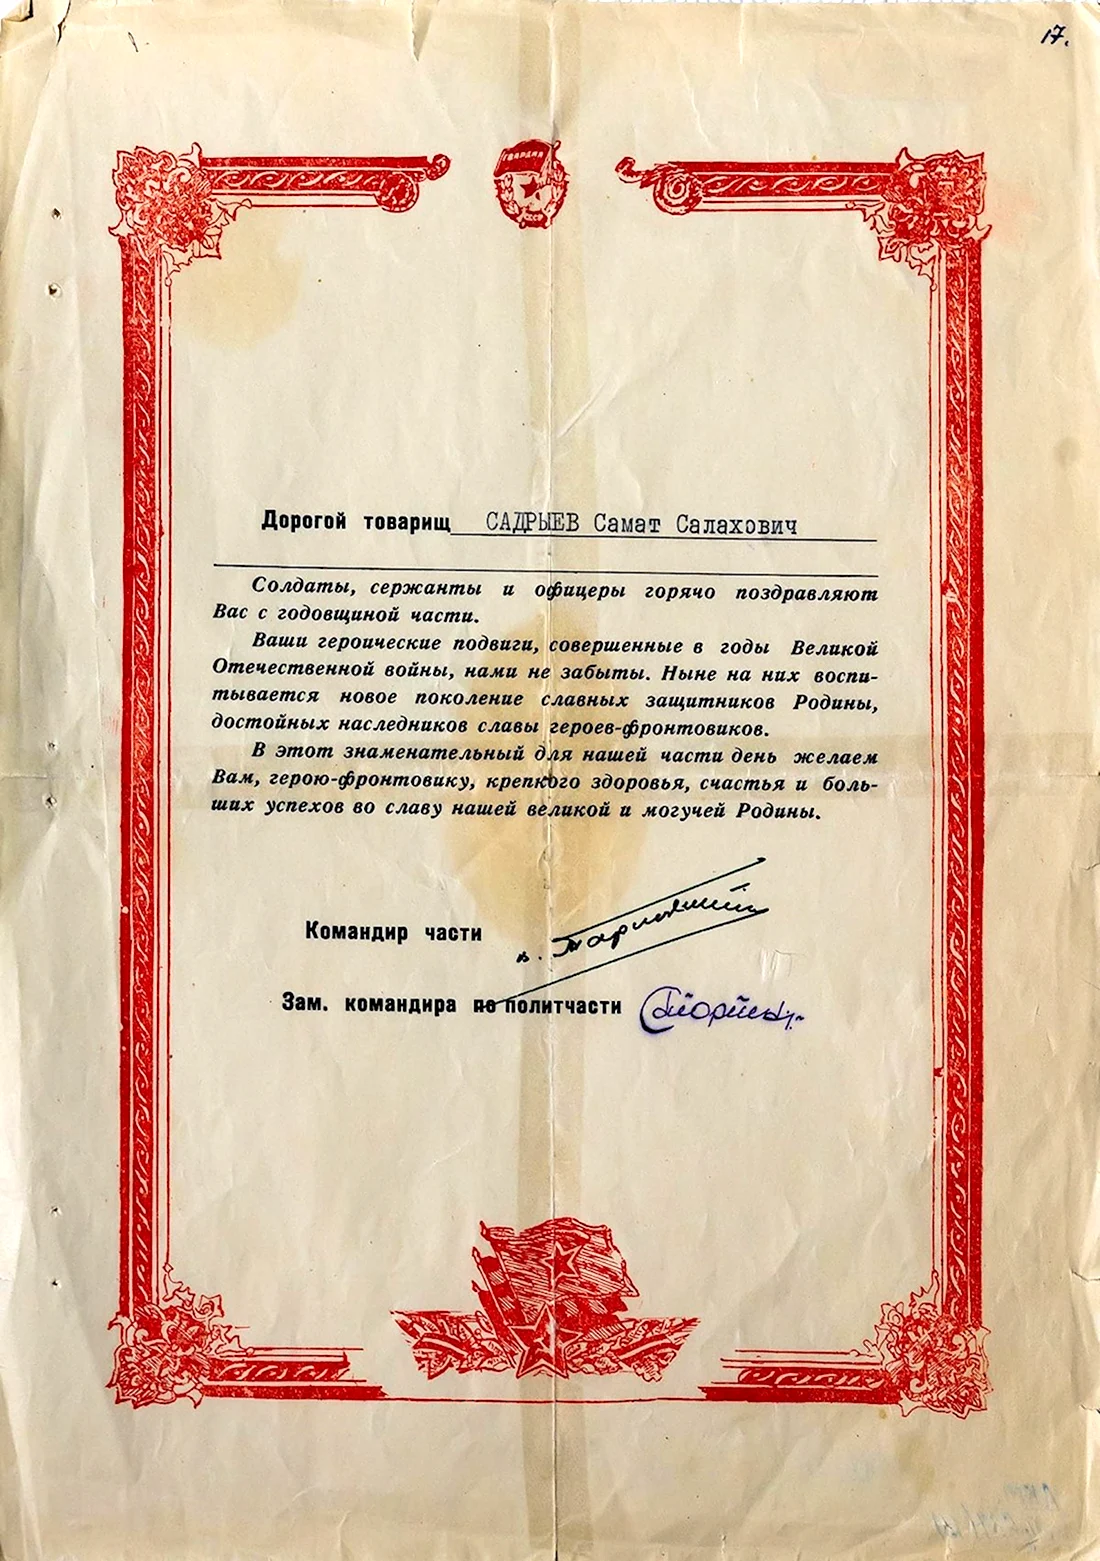 17.
ГВАРДИЯ
Дорогой товарищ САДРЫЕВ Самат Салахович
Солдаты, сержанты и офицеры горячо поздравляют
Вас с годовщиной части.
Ваши героические подвиги, совершенные в годы Великой
Отечественной войны, нами не забыты. Ныне на них воспи-
тывается новое поколение славных защитников Родины,
достойных наследников славы героев-фронтовиков.
В этот знаменательный для нашей части день желаем
Вам, герою-фронтовику, крепкого здоровья, счастья и боль-
ших успехов во славу нашей великой и могучей Родины.
Командир части
Зам. командира по политчасти